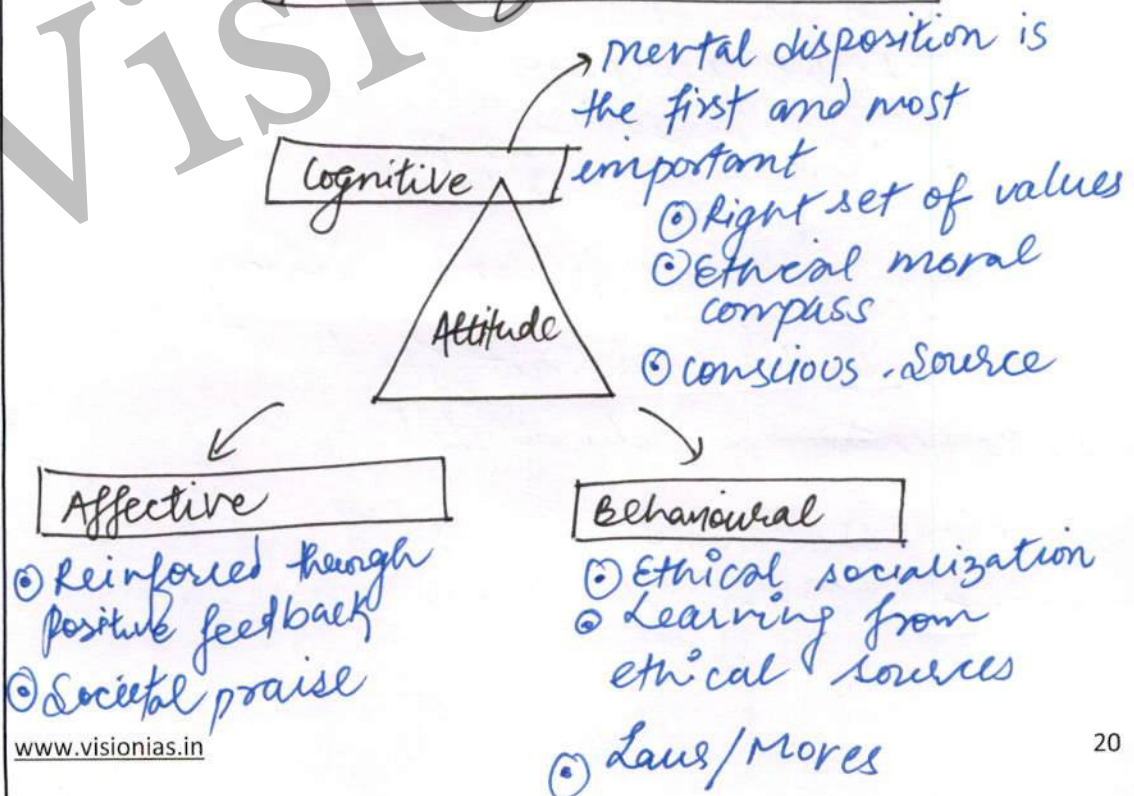 mental disposition is
the first and most
important
Cognitive
⊙ Right set of values
⊙ Ethical moral
compass
⊙ conscious . Source
Attitude
Affective
⊙ Reinforced through
positive feedback
⊙ Societal praise
Behavioural
⊙ Ethical socialization
⊙ Learning from
ethical sources
⊙ Laws/Mores
www.visionias.in
20